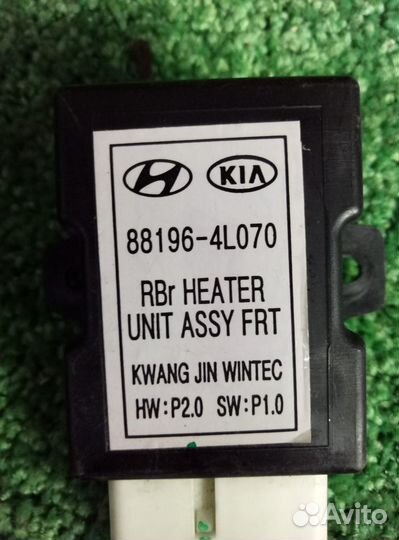 KIA
88196-4L070
RBr HEATER
UNIT ASSY FRT
KWANG JIN WINTEC
HW:P2.0 SW:P1.0
Avito